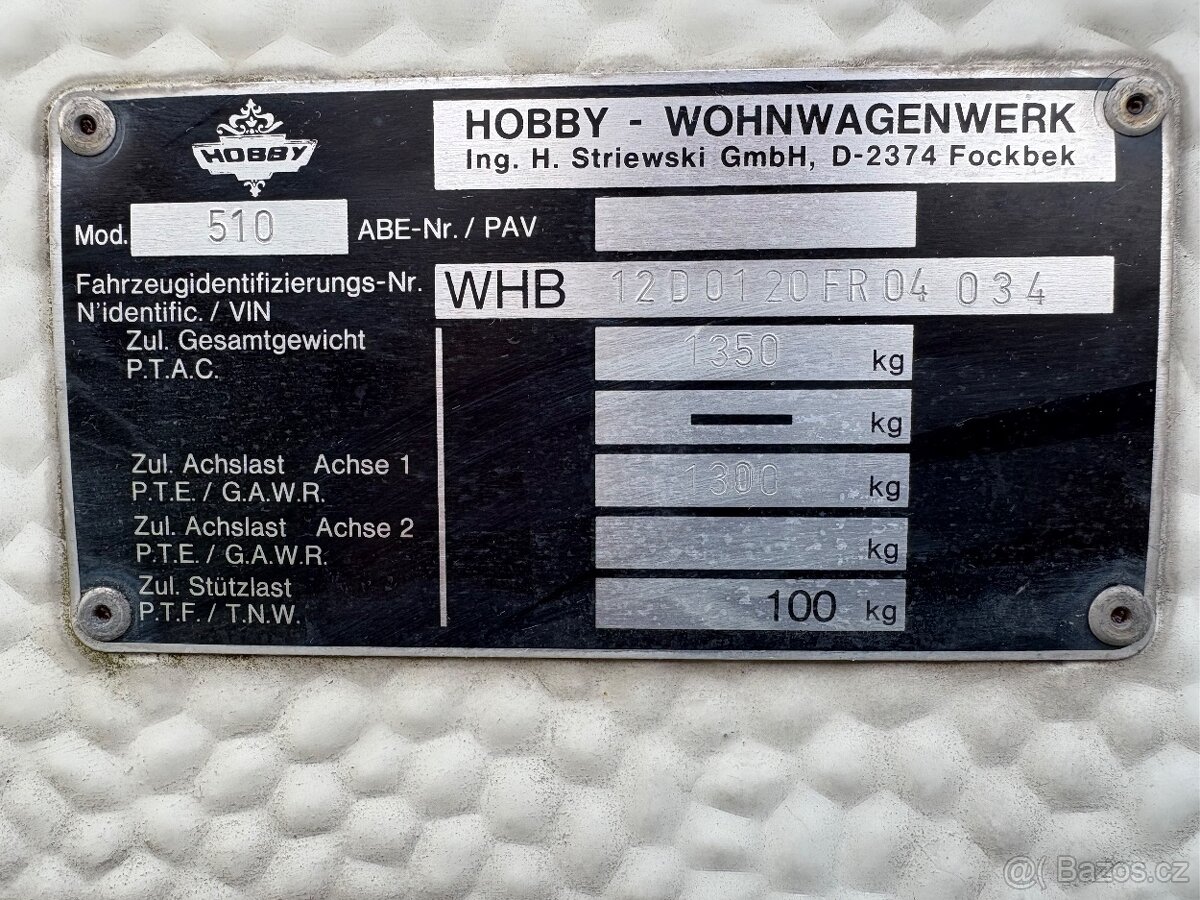 HOBBY
HOBBY - WOHNWAGENWERK
Ing. H. Striewski GmbH, D-2374 Fockbek
Mod. 510 ABE-Nr. / PAV
Fahrzeugidentifizierungs-Nr.
N'identific. / VIN
WHB 12D0120FR04 034
Zul. Gesamtgewicht
P.T.A.C.
1350 kg
— kg
Zul. Achslast Achse 1
P.T.E. / G.A.W.R.
1300 kg
Zul. Achslast Achse 2
P.T.E. / G.A.W.R.
kg
Zul. Stützlast
P.T.F. / T.N.W.
100 kg
Bazos.cz